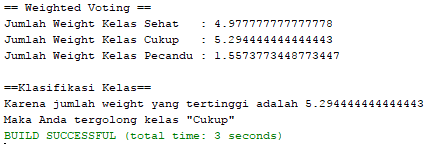 == Weighted Voting ==
Jumlah Weight Kelas Sehat : 4.977777777777778
Jumlah Weight Kelas Cukup : 5.294444444444443
Jumlah Weight Kelas Pecandu : 1.5573773448773447
==Klasifikasi Kelas==
Karena jumlah weight yang tertinggi adalah 5.294444444444443
Maka Anda tergolong kelas "Cukup"
BUILD SUCCESSFUL (total time: 3 seconds)